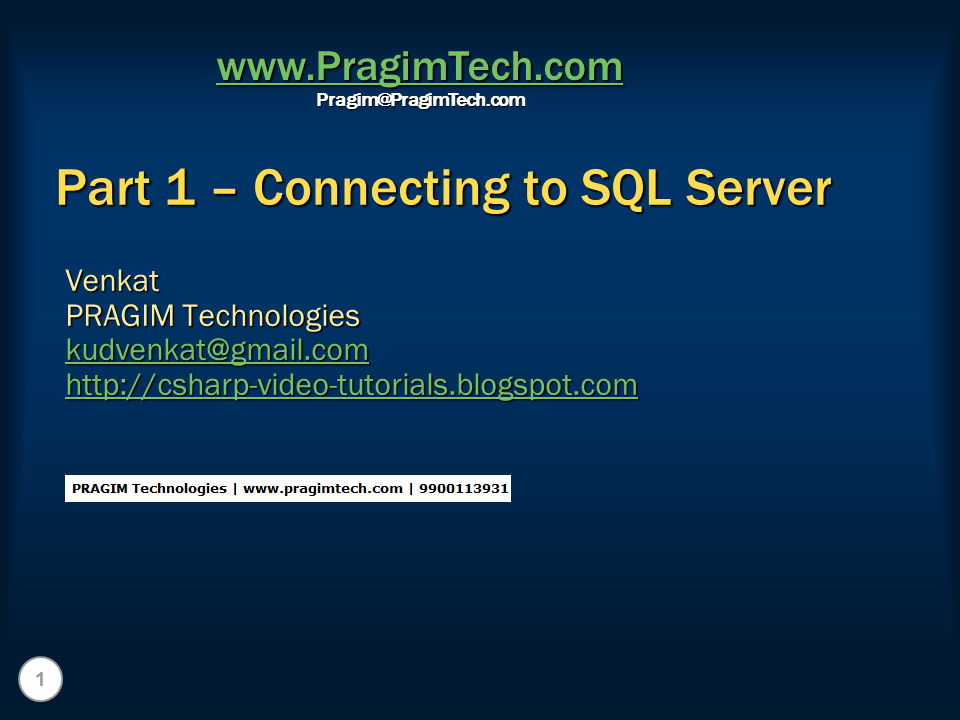 www.PragimTech.com
Pragim@PragimTech.com
Part 1 – Connecting to SQL Server
Venkat
PRAGIM Technologies
kudvenkat@gmail.com
http://csharp-video-tutorials.blogspot.com
PRAGIM Technologies | www.pragimtech.com | 9900113931
1